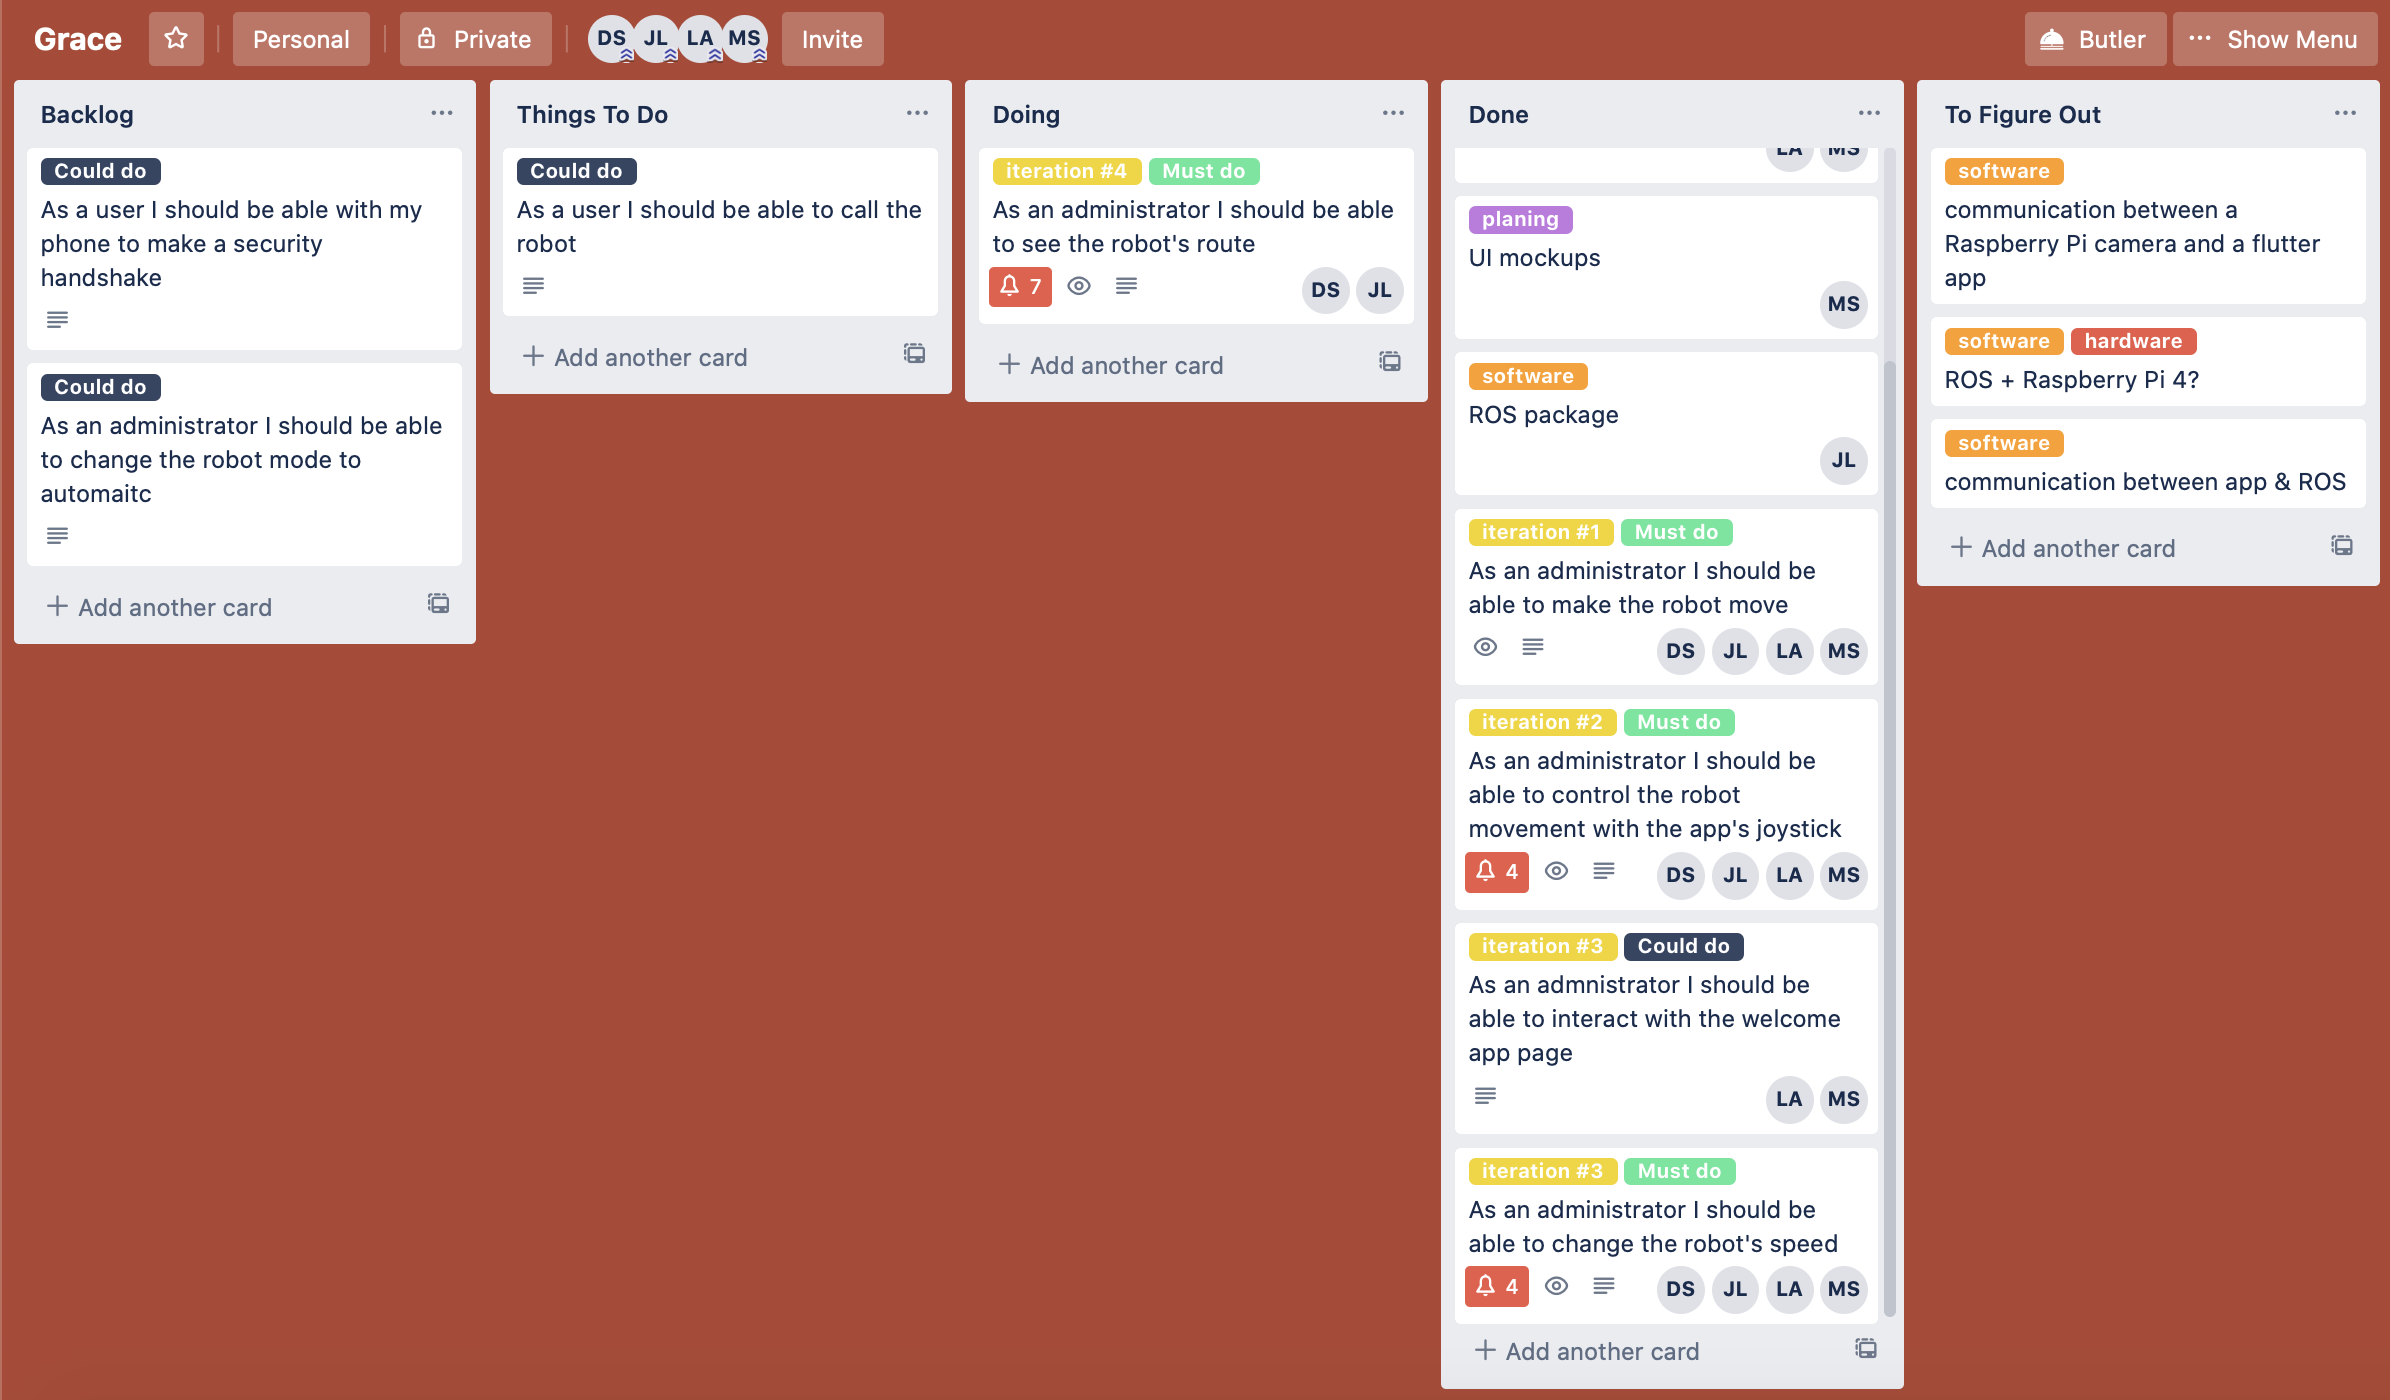 Grace
Personal
Private
DS JL LA MS
Invite
Butler
Show Menu
Backlog
Could do
As a user I should be able with my
phone to make a security
handshake
Could do
As an administrator I should be able
to change the robot mode to
automaitc
Add another card
Things To Do
Could do
As a user I should be able to call the
robot
Add another card
Doing
iteration #4 Must do
As an administrator I should be able
to see the robot's route
7 DS JL
Add another card
Done
LA MS
planing
UI mockups
MS
software
ROS package
JL
iteration #1 Must do
As an administrator I should be
able to make the robot move
DS JL LA MS
iteration #2 Must do
As an administrator I should be
able to control the robot
movement with the app's joystick
4 DS JL LA MS
iteration #3 Could do
As an admnistrator I should be
able to interact with the welcome
app page
LA MS
iteration #3 Must do
As an administrator I should be
able to change the robot's speed
4 DS JL LA MS
Add another card
To Figure Out
software
communication between a
Raspberry Pi camera and a flutter
app
software hardware
ROS + Raspberry Pi 4?
software
communication between app & ROS
Add another card